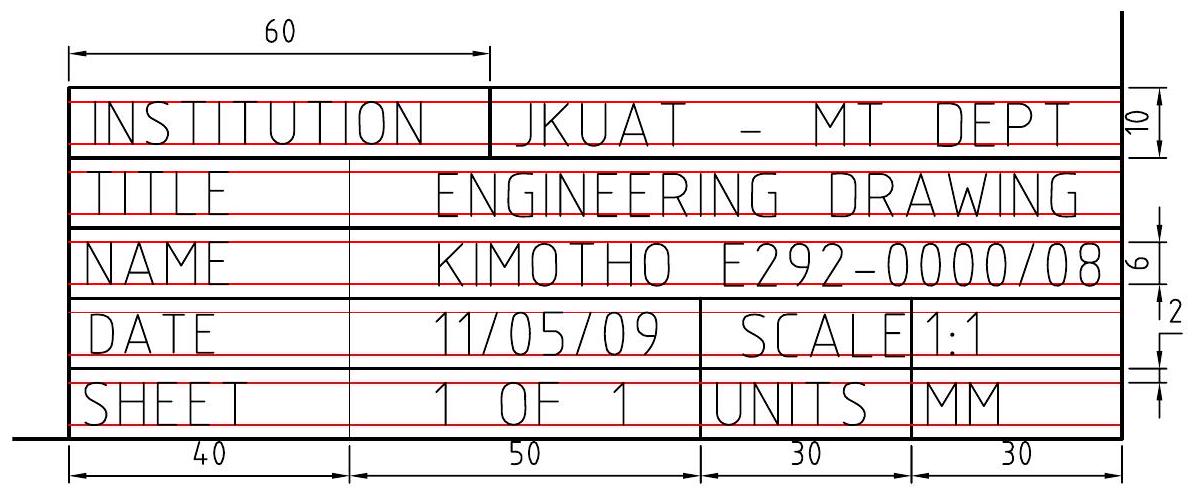 60
INSTITUTION JKUAT - MT DEPT 10
TITLE ENGINEERING DRAWING
NAME KIMOTHO E292-0000/08 6
DATE 11/05/09 SCALE 1:1 2
SHEET 1 OF 1 UNITS MM
40 50 30 30